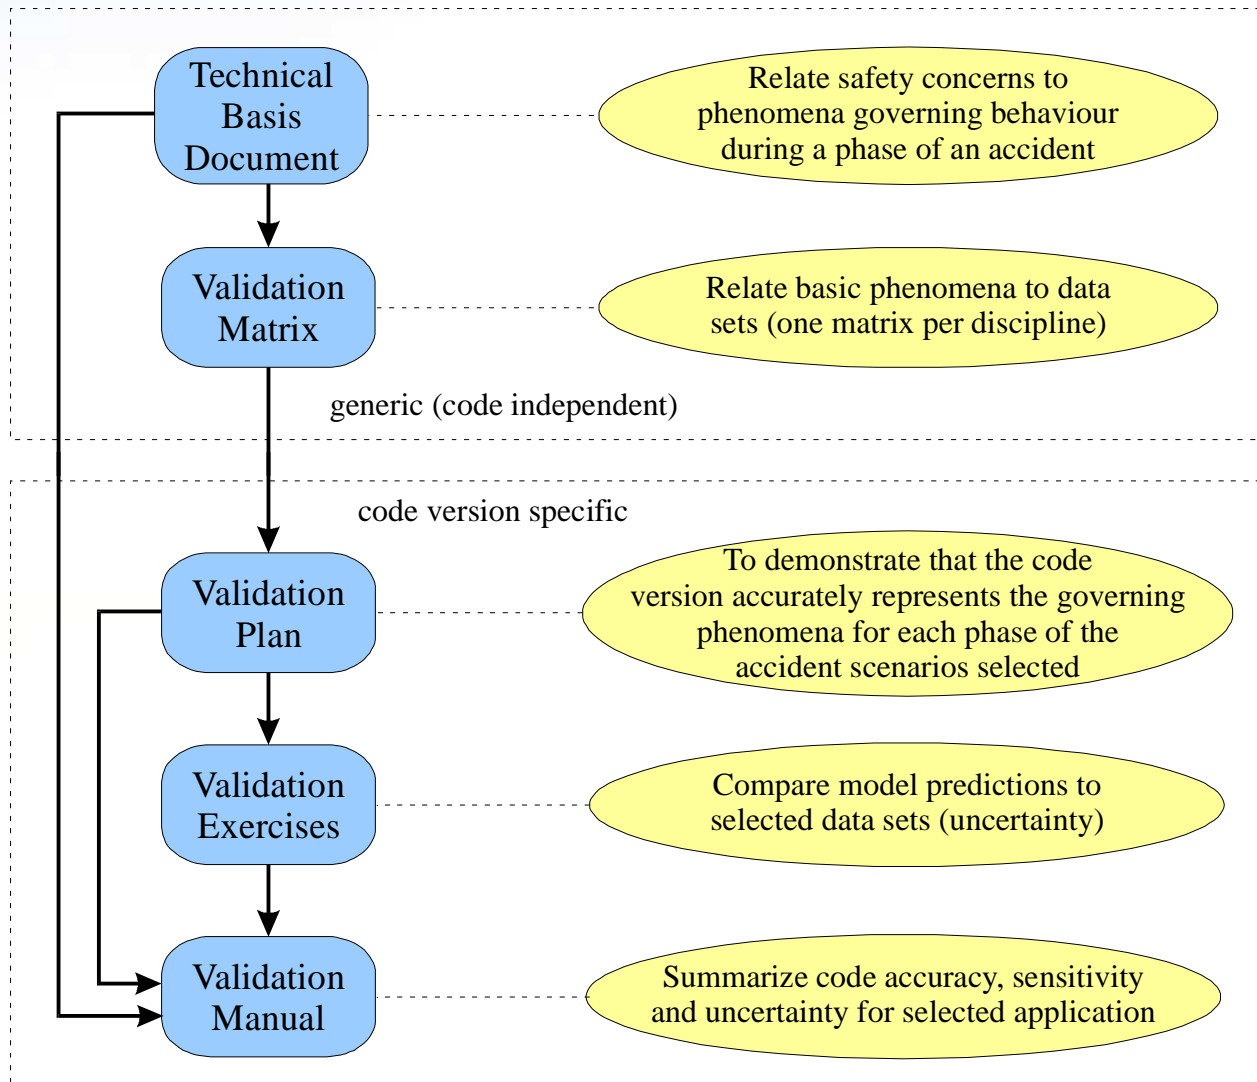 Technical
Basis
Document
Relate safety concerns to
phenomena governing behaviour
during a phase of an accident
Validation
Matrix
Relate basic phenomena to data
sets (one matrix per discipline)
generic (code independent)
code version specific
Validation
Plan
To demonstrate that the code
version accurately represents the governing
phenomena for each phase of the
accident scenarios selected
Validation
Exercises
Compare model predictions to
selected data sets (uncertainty)
Validation
Manual
Summarize code accuracy, sensitivity
and uncertainty for selected application